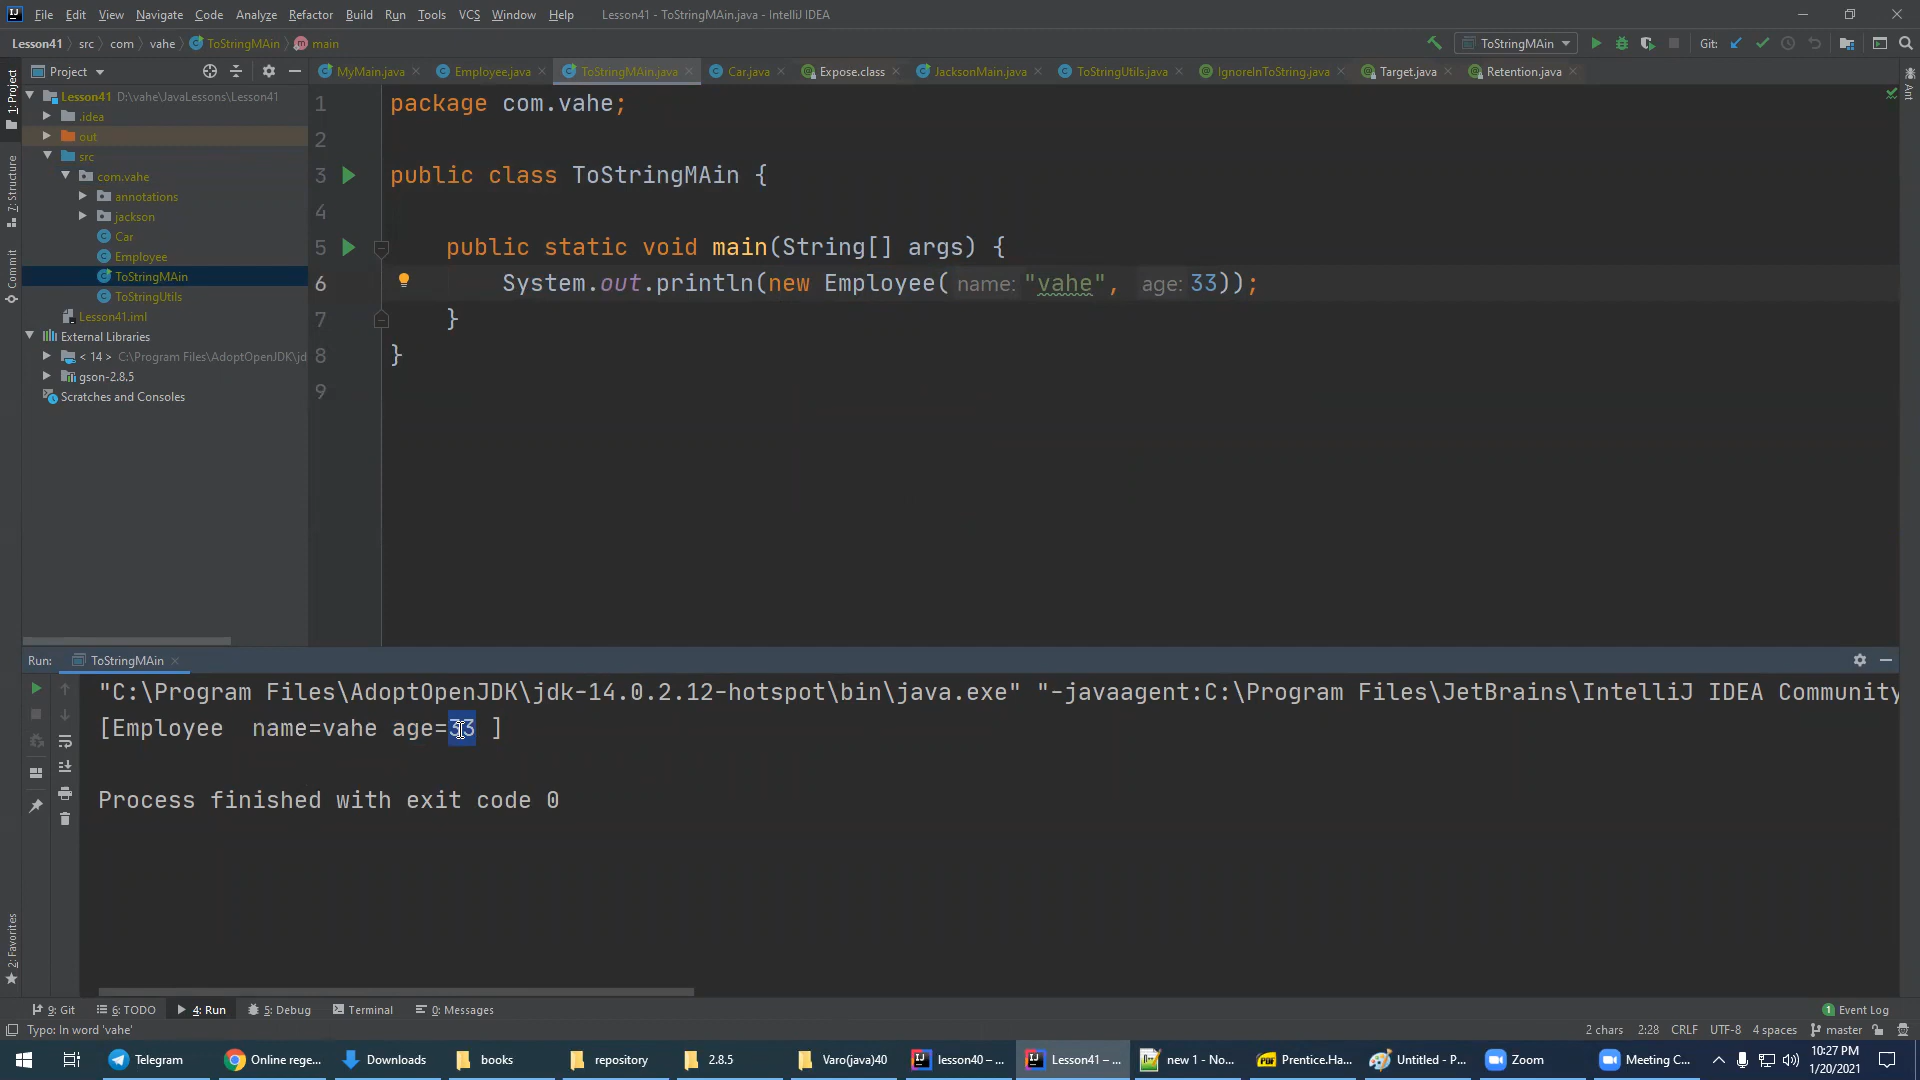 File Edit View Navigate Code Analyze Refactor Build Run Tools VCS Window Help Lesson41 - ToStringMAin.java - IntelliJ IDEA
Lesson41 src com vahe ToStringMAin main ToStringMAin Git:
1: Project
7: Structure
Commit
2: Favorites
Ant
Project
MyMain.java Employee.java ToStringMAin.java Car.java Expose.class JacksonMain.java ToStringUtils.java IgnoreInToString.java Target.java Retention.java
Lesson41 D:\vahe\JavaLessons\Lesson41
.idea
out
src
com.vahe
annotations
jackson
Car
Employee
ToStringMAin
ToStringUtils
Lesson41.iml
External Libraries
< 14 > C:\Program Files\AdoptOpenJDK\jd
gson-2.8.5
Scratches and Consoles
1 package com.vahe;
2
3 public class ToStringMAin {
4
5 public static void main(String[] args) {
6 System.out.println(new Employee( name: "vahe", age: 33));
7 }
8 }
9
Run: ToStringMAin
"C:\Program Files\AdoptOpenJDK\jdk-14.0.2.12-hotspot\bin\java.exe" "-javaagent:C:\Program Files\JetBrains\IntelliJ IDEA Community
[Employee  name=vahe age=33 ]
Process finished with exit code 0
9: Git 6: TODO 4: Run 5: Debug Terminal 0: Messages 1 Event Log
Typo: In word 'vahe' 2 chars 2:28 CRLF UTF-8 4 spaces master
Telegram Online rege... Downloads books repository 2.8.5 Varo(java)40 lesson40 – ... Lesson41 – ... new 1 - No... Prentice.Ha... Untitled - P... Zoom Meeting C... 10:27 PM
1/20/2021